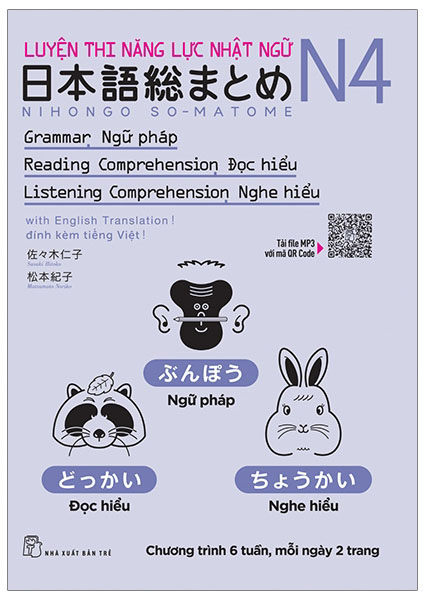 LUYỆN THI NĂNG LỰC NHẬT NGỮ
日本語総まとめ N4
NIHONGO SO-MATOME
Grammar Ngữ pháp
Reading Comprehension Đọc hiểu
Listening Comprehension Nghe hiểu
with English Translation!
đính kèm tiếng Việt!
佐々木仁子
Sasaki Hitoko
松本紀子
Matsumoto Noriko
Tải file MP3
với mã QR Code
ぶんぽう
Ngữ pháp
どっかい
Đọc hiểu
ちょうかい
Nghe hiểu
NHÀ XUẤT BẢN TRẺ
Chương trình 6 tuần, mỗi ngày 2 trang